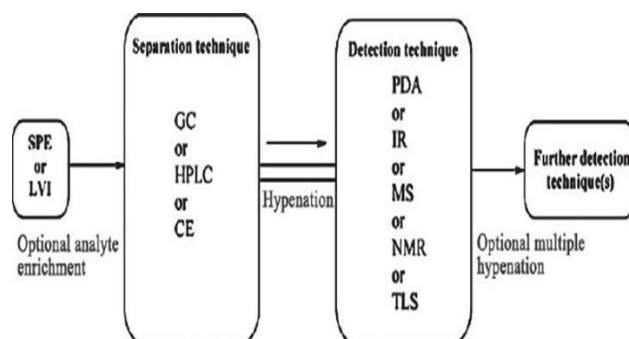 SPE
or
LVI
Optional analyte
enrichment
Separation technique
GC
or
HPLC
or
CE
Hypenation
Detection technique
PDA
or
IR
or
MS
or
NMR
or
TLS
Further detection
technique(s)
Optional multiple
hypenation